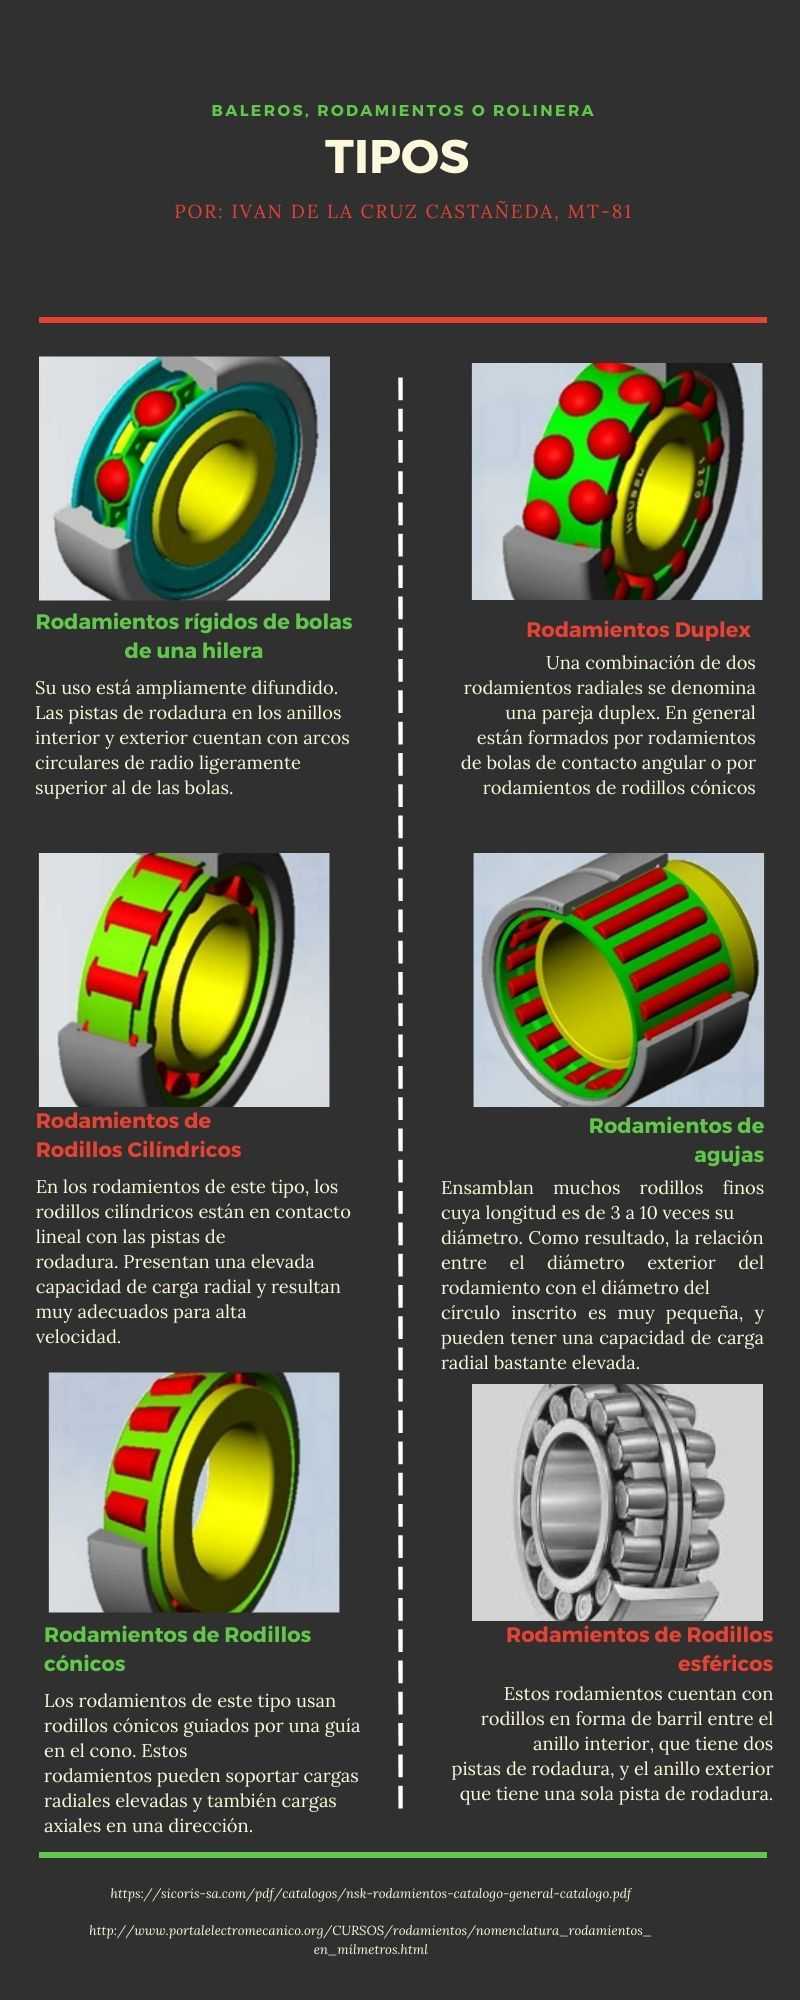 BALEROS, RODAMIENTOS O ROLINERA
TIPOS
POR: IVAN DE LA CRUZ CASTAÑEDA, MT-81
Rodamientos rígidos de bolas
de una hilera
Su uso está ampliamente difundido.
Las pistas de rodadura en los anillos
interior y exterior cuentan con arcos
circulares de radio ligeramente
superior al de las bolas.
Rodamientos Duplex
Una combinación de dos
rodamientos radiales se denomina
una pareja duplex. En general
están formados por rodamientos
de bolas de contacto angular o por
rodamientos de rodillos cónicos
Rodamientos de
Rodillos Cilíndricos
En los rodamientos de este tipo, los
rodillos cilíndricos están en contacto
lineal con las pistas de
rodadura. Presentan una elevada
capacidad de carga radial y resultan
muy adecuados para alta
velocidad.
Rodamientos de
agujas
Ensamblan muchos rodillos finos
cuya longitud es de 3 a 10 veces su
diámetro. Como resultado, la relación
entre el diámetro exterior del
rodamiento con el diámetro del
círculo inscrito es muy pequeña, y
pueden tener una capacidad de carga
radial bastante elevada.
Rodamientos de Rodillos
cónicos
Los rodamientos de este tipo usan
rodillos cónicos guiados por una guía
en el cono. Estos
rodamientos pueden soportar cargas
radiales elevadas y también cargas
axiales en una dirección.
Rodamientos de Rodillos
esféricos
Estos rodamientos cuentan con
rodillos en forma de barril entre el
anillo interior, que tiene dos
pistas de rodadura, y el anillo exterior
que tiene una sola pista de rodadura.
https://sicoris-sa.com/pdf/catalogos/nsk-rodamientos-catalogo-general-catalogo.pdf
http://www.portalelectromecanico.org/CURSOS/rodamientos/nomenclatura_rodamientos_
en_milmetros.html